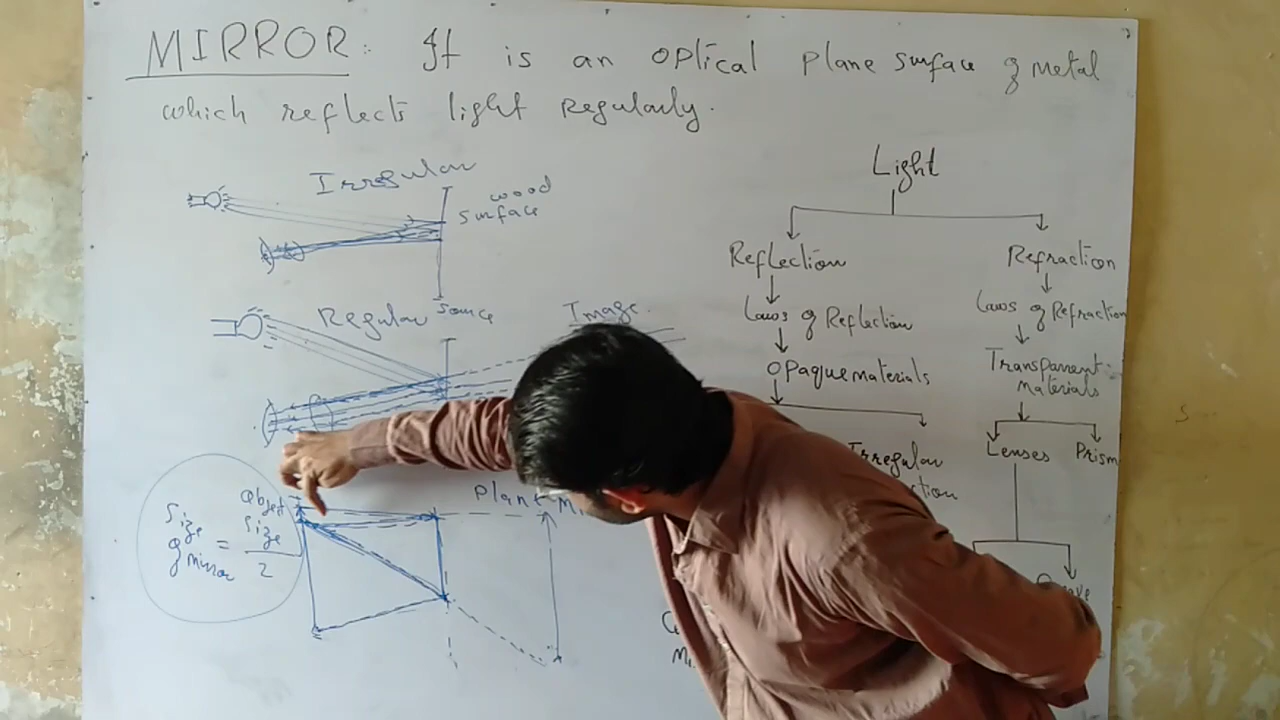 MIRROR: It is an optical plane surface of Metal
which reflects light Regularly.
Irregular
wood
surface
Regular
source
Image
Object
Size of Mirror = Size / 2
Light
Reflection
Refraction
Laws of Reflection
Laws of Refraction
Opaque materials
Transparrent
Materials
Irregular
Lenses
Prism